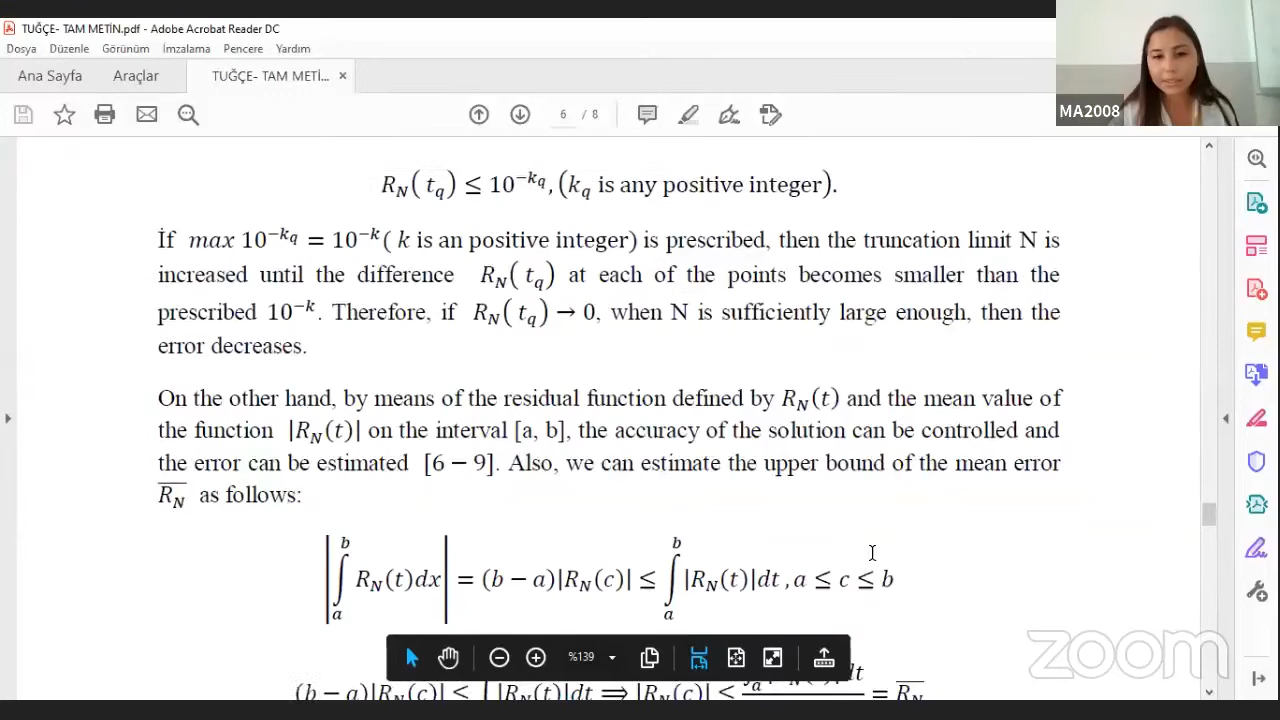 TUĞÇE- TAM METİN.pdf - Adobe Acrobat Reader DC
Dosya Düzenle Görünüm İmzalama Pencere Yardım
Ana Sayfa Araçlar TUĞÇE- TAM METİ... ×
6 / 8
MA2008
R_N(t_q) ≤ 10^{-k_q}, (k_q is any positive integer).
İf max 10^{-k_q} = 10^{-k}( k is an positive integer) is prescribed, then the truncation limit N is
increased until the difference R_N(t_q) at each of the points becomes smaller than the
prescribed 10^{-k}. Therefore, if R_N(t_q) → 0, when N is sufficiently large enough, then the
error decreases.
On the other hand, by means of the residual function defined by R_N(t) and the mean value of
the function |R_N(t)| on the interval [a, b], the accuracy of the solution can be controlled and
the error can be estimated [6 − 9]. Also, we can estimate the upper bound of the mean error
\overline{R_N} as follows:
|∫_a^b R_N(t)dx| = (b − a)|R_N(c)| ≤ ∫_a^b |R_N(t)|dt , a ≤ c ≤ b
%139
(b − a)|R_N(c)| ≤ ∫ |R_N(t)|dt ⟹ |R_N(c)| ≤ = \overline{R_N}
zoom